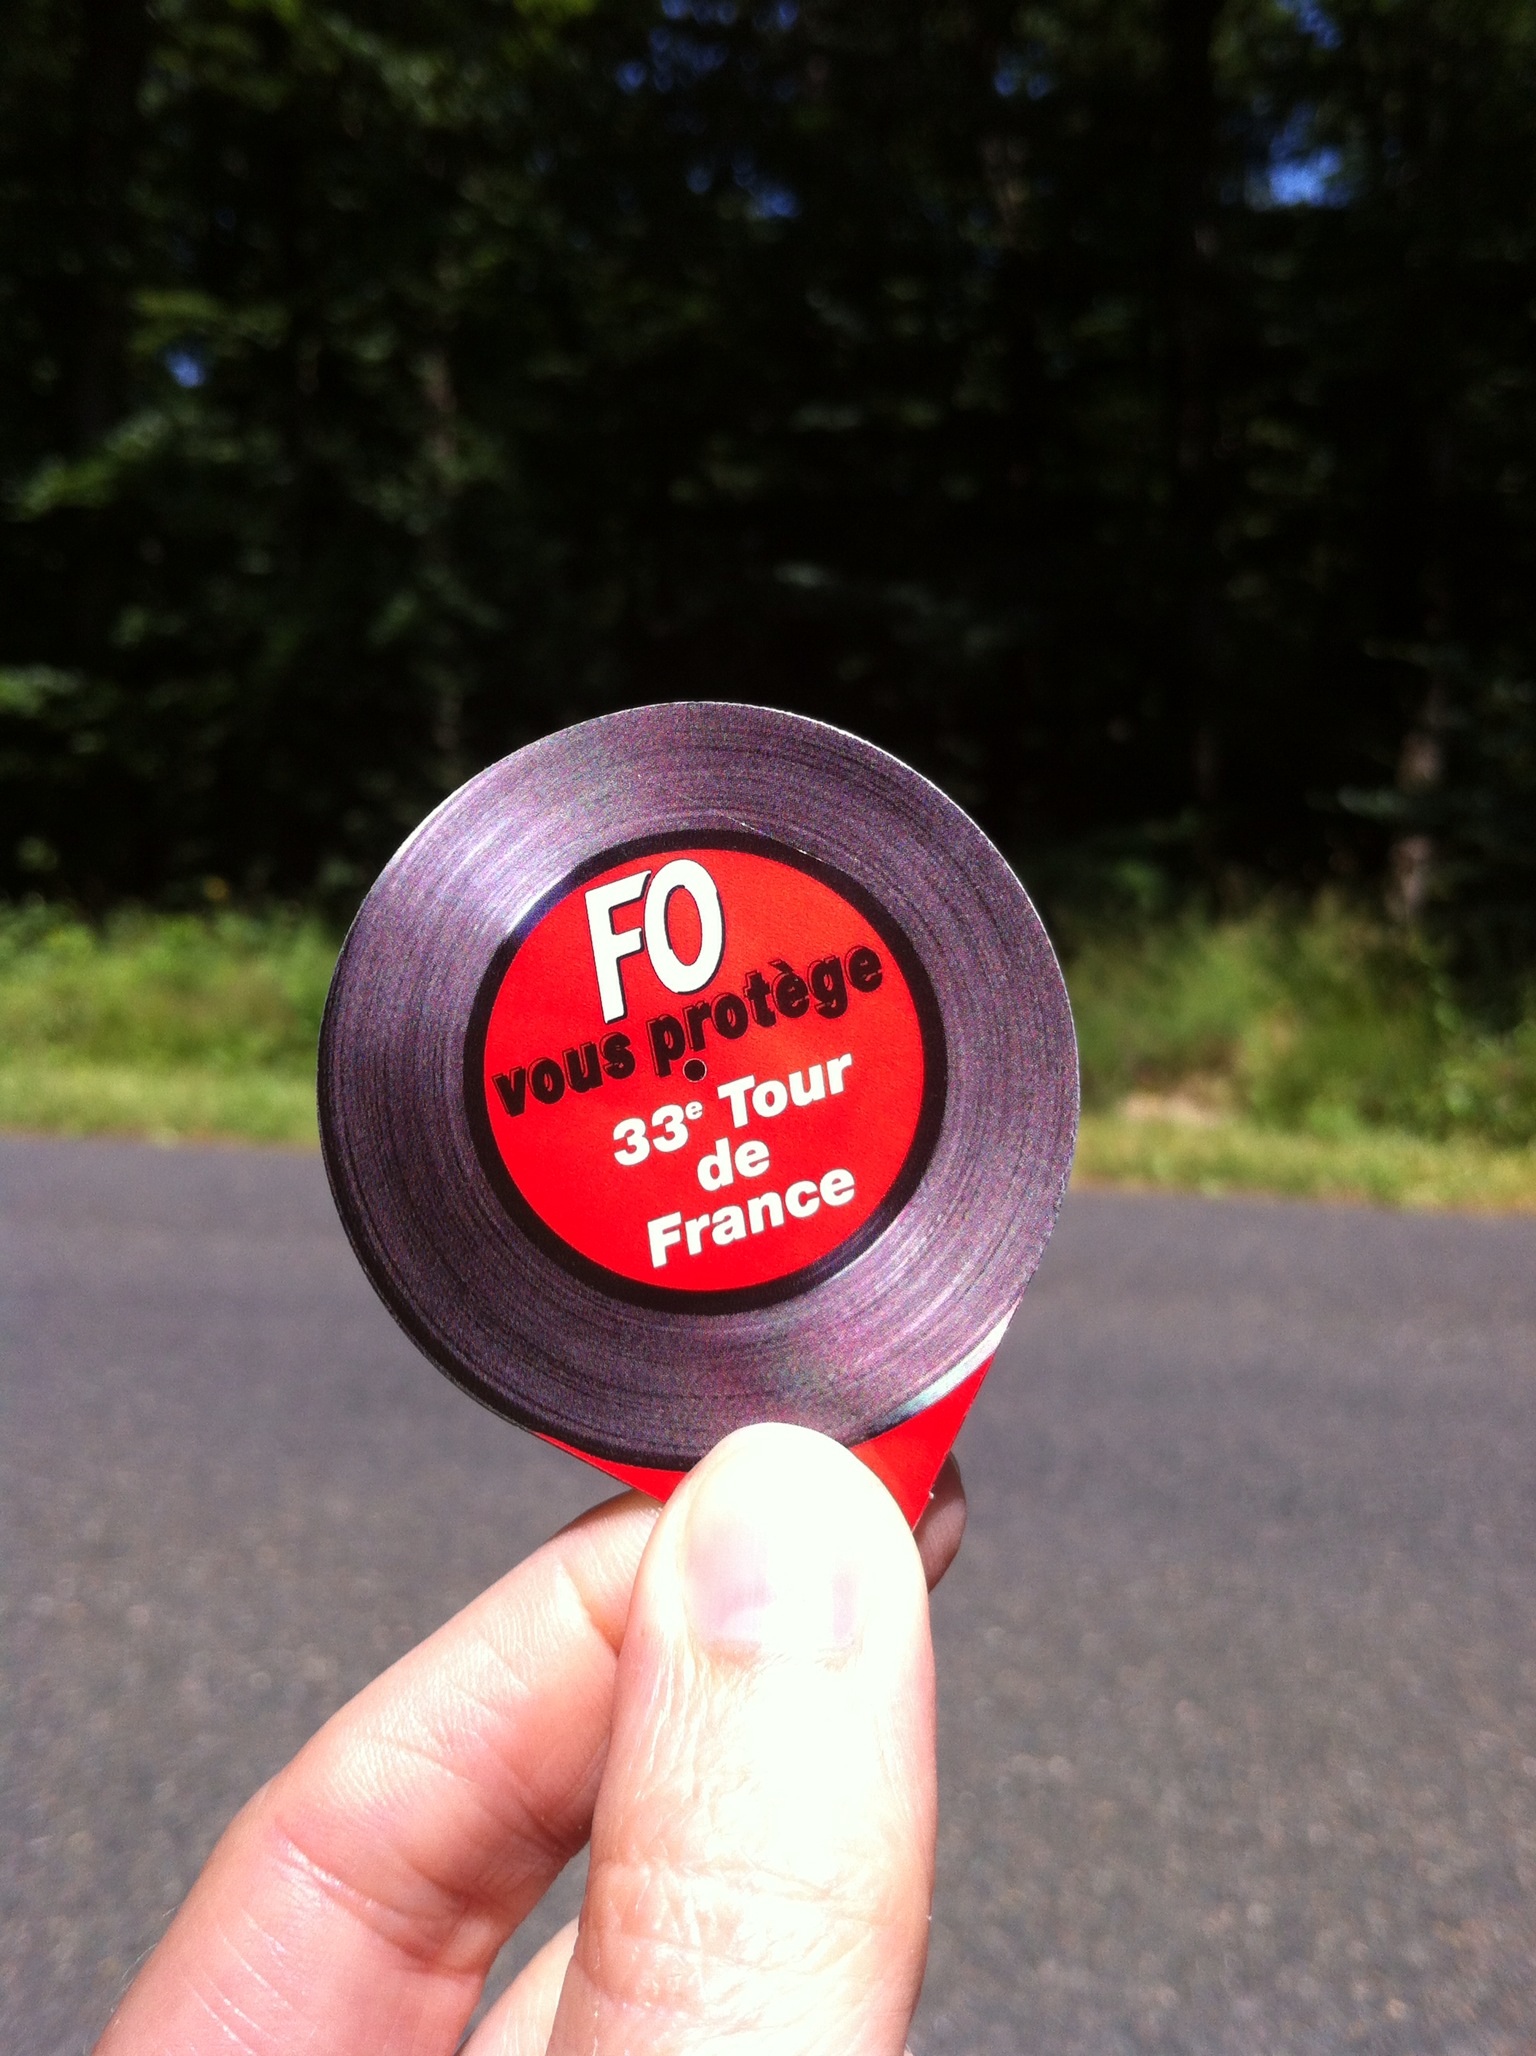 FO
vous protège
33e Tour
de
France